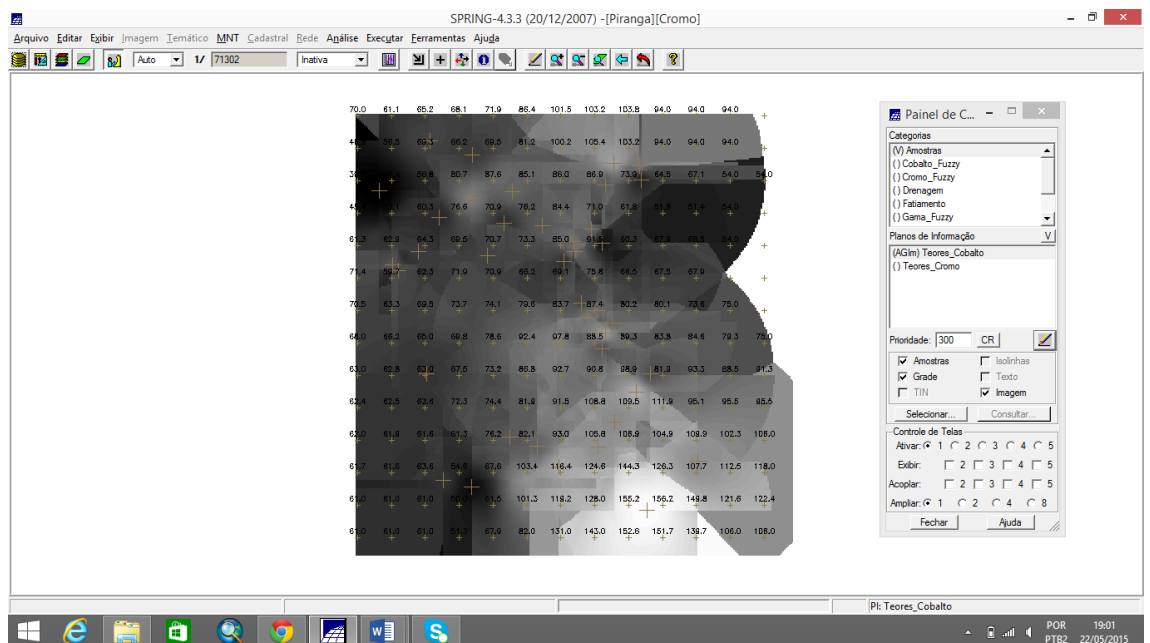 SPRING-4.3.3 (20/12/2007) -[Piranga][Cromo]
Arquivo Editar Exibir Imagem Temático MNT Cadastral Rede Análise Executar Ferramentas Ajuda
Auto 1/ 71302 Inativa
70.0 61.1 65.2 68.1 71.9 86.4 101.5 103.2 103.8 94.0 94.0 94.0
59.5 69.3 66.2 69.5 81.2 100.2 105.4 103.2 94.0 94.0 94.0
56.8 80.7 87.6 85.1 86.0 86.9 73.9 64.5 67.1 54.0 54.0
60.3 76.6 70.9 76.2 84.4 71.0 61.8 51.8 51.4 54.0
61.3 62.9 64.3 69.5 70.7 73.3 85.0 61.5 60.3
71.4 59.7 62.3 71.9 70.9 66.2 69.1 75.8 66.5 67.5 67.9
70.5 63.3 69.5 73.7 74.1 79.6 83.7 87.4 80.2 80.1 73.6 75.0
68.0 66.2 65.0 69.8 78.6 92.4 97.8 88.5 89.3 83.8 84.6 79.3 75.0
63.0 62.8 63.0 67.5 73.2 86.8 92.7 90.8 98.9 81.9 93.3 88.5 91.3
62.4 62.5 62.6 72.3 74.4 81.9 91.5 108.8 109.5 111.9 95.1 95.5 95.5
62.0 61.9 61.6 61.3 76.2 82.1 93.0 105.8 108.9 104.9 109.9 102.3 108.0
61.7 61.6 63.6 54.6 67.6 103.4 116.4 124.6 144.3 126.3 107.7 112.5 118.0
61.0 61.0 61.0 50.0 61.5 101.3 119.2 128.0 155.2 156.2 149.8 121.6 122.4
61.0 61.0 61.0 51.3 67.9 82.0 131.0 143.0 152.6 151.7 139.7 106.0 108.0
Painel de C...
Categorias
(V) Amostras
( ) Cobalto_Fuzzy
( ) Cromo_Fuzzy
( ) Drenagem
( ) Fatiamento
( ) Gama_Fuzzy
Planos de Informação V
(AGIm) Teores_Cobalto
( ) Teores_Cromo
Prioridade: 300 CR
Amostras Isolinhas
Grade Texto
TIN Imagem
Selecionar... Consultar...
Controle de Telas
Ativar: 1 2 3 4 5
Exibir: 2 3 4 5
Acoplar: 2 3 4 5
Ampliar: 1 2 4 8
Fechar Ajuda
PI: Teores_Cobalto
POR 19:01
PTB2 22/05/2015